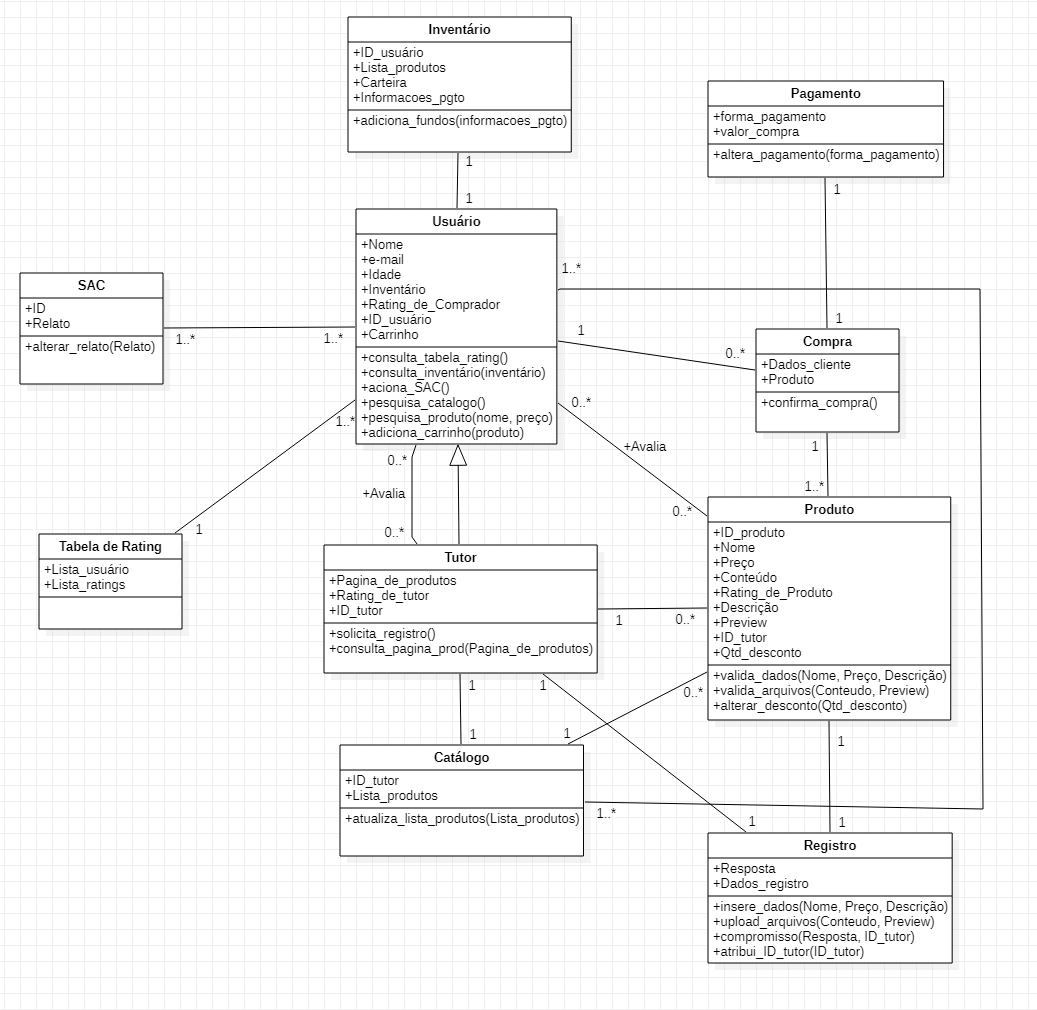 Inventário
+ID_usuário
+Lista_produtos
+Carteira
+Informacoes_pgto
+adiciona_fundos(informacoes_pgto)
1
1
Pagamento
+forma_pagamento
+valor_compra
+altera_pagamento(forma_pagamento)
1
1
Usuário
+Nome
+e-mail
+Idade
+Inventário
+Rating_de_Comprador
+ID_usuário
+Carrinho
+consulta_tabela_rating()
+consulta_inventário(inventário)
+aciona_SAC()
+pesquisa_catalogo()
+pesquisa_produto(nome, preço)
+adiciona_carrinho(produto)
1..*
SAC
+ID
+Relato
+alterar_relato(Relato)
1..*
1..*
1
0..*
Compra
+Dados_cliente
+Produto
+confirma_compra()
1
1..*
0..*
+Avalia
0..*
1..*
1
0..*
+Avalia
0..*
Tabela de Rating
+Lista_usuário
+Lista_ratings
Tutor
+Pagina_de_produtos
+Rating_de_tutor
+ID_tutor
+solicita_registro()
+consulta_pagina_prod(Pagina_de_produtos)
1
0..*
Produto
+ID_produto
+Nome
+Preço
+Conteúdo
+Rating_de_Produto
+Descrição
+Preview
+ID_tutor
+Qtd_desconto
+valida_dados(Nome, Preço, Descrição)
+valida_arquivos(Conteudo, Preview)
+alterar_desconto(Qtd_desconto)
1
1
0..*
1
1
1
Catálogo
+ID_tutor
+Lista_produtos
+atualiza_lista_produtos(Lista_produtos)
1..*
1
1
Registro
+Resposta
+Dados_registro
+insere_dados(Nome, Preço, Descrição)
+upload_arquivos(Conteudo, Preview)
+compromisso(Resposta, ID_tutor)
+atribui_ID_tutor(ID_tutor)